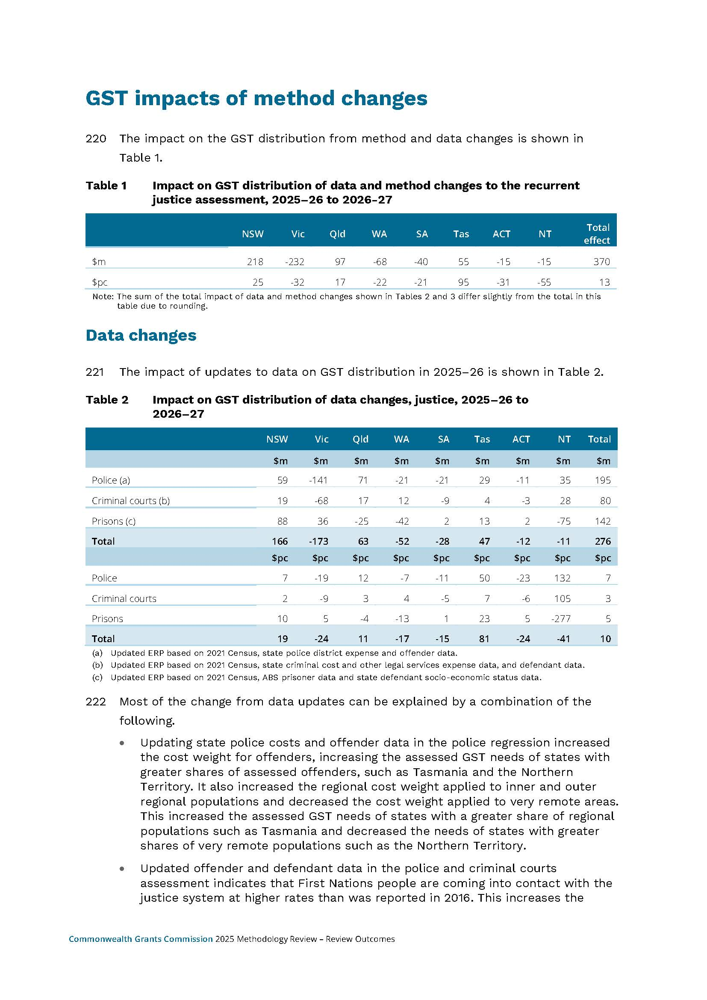 GST impacts of method changes
220 The impact on the GST distribution from method and data changes is shown in
Table 1.
Table 1 Impact on GST distribution of data and method changes to the recurrent
justice assessment, 2025–26 to 2026-27
NSW Vic Qld WA SA Tas ACT NT Total effect
$m 218 -232 97 -68 -40 55 -15 -15 370
$pc 25 -32 17 -22 -21 95 -31 -55 13
Note: The sum of the total impact of data and method changes shown in Tables 2 and 3 differ slightly from the total in this
table due to rounding.
Data changes
221 The impact of updates to data on GST distribution in 2025–26 is shown in Table 2.
Table 2 Impact on GST distribution of data changes, justice, 2025–26 to
2026–27
NSW Vic Qld WA SA Tas ACT NT Total
$m $m $m $m $m $m $m $m $m
Police (a) 59 -141 71 -21 -21 29 -11 35 195
Criminal courts (b) 19 -68 17 12 -9 4 -3 28 80
Prisons (c) 88 36 -25 -42 2 13 2 -75 142
Total 166 -173 63 -52 -28 47 -12 -11 276
$pc $pc $pc $pc $pc $pc $pc $pc $pc
Police 7 -19 12 -7 -11 50 -23 132 7
Criminal courts 2 -9 3 4 -5 7 -6 105 3
Prisons 10 5 -4 -13 1 23 5 -277 5
Total 19 -24 11 -17 -15 81 -24 -41 10
(a) Updated ERP based on 2021 Census, state police district expense and offender data.
(b) Updated ERP based on 2021 Census, state criminal cost and other legal services expense data, and defendant data.
(c) Updated ERP based on 2021 Census, ABS prisoner data and state defendant socio-economic status data.
222 Most of the change from data updates can be explained by a combination of the
following.
• Updating state police costs and offender data in the police regression increased
the cost weight for offenders, increasing the assessed GST needs of states with
greater shares of assessed offenders, such as Tasmania and the Northern
Territory. It also increased the regional cost weight applied to inner and outer
regional populations and decreased the cost weight applied to very remote areas.
This increased the assessed GST needs of states with a greater share of regional
populations such as Tasmania and decreased the needs of states with greater
shares of very remote populations such as the Northern Territory.
• Updated offender and defendant data in the police and criminal courts
assessment indicates that First Nations people are coming into contact with the
justice system at higher rates than was reported in 2016. This increases the
Commonwealth Grants Commission 2025 Methodology Review – Review Outcomes